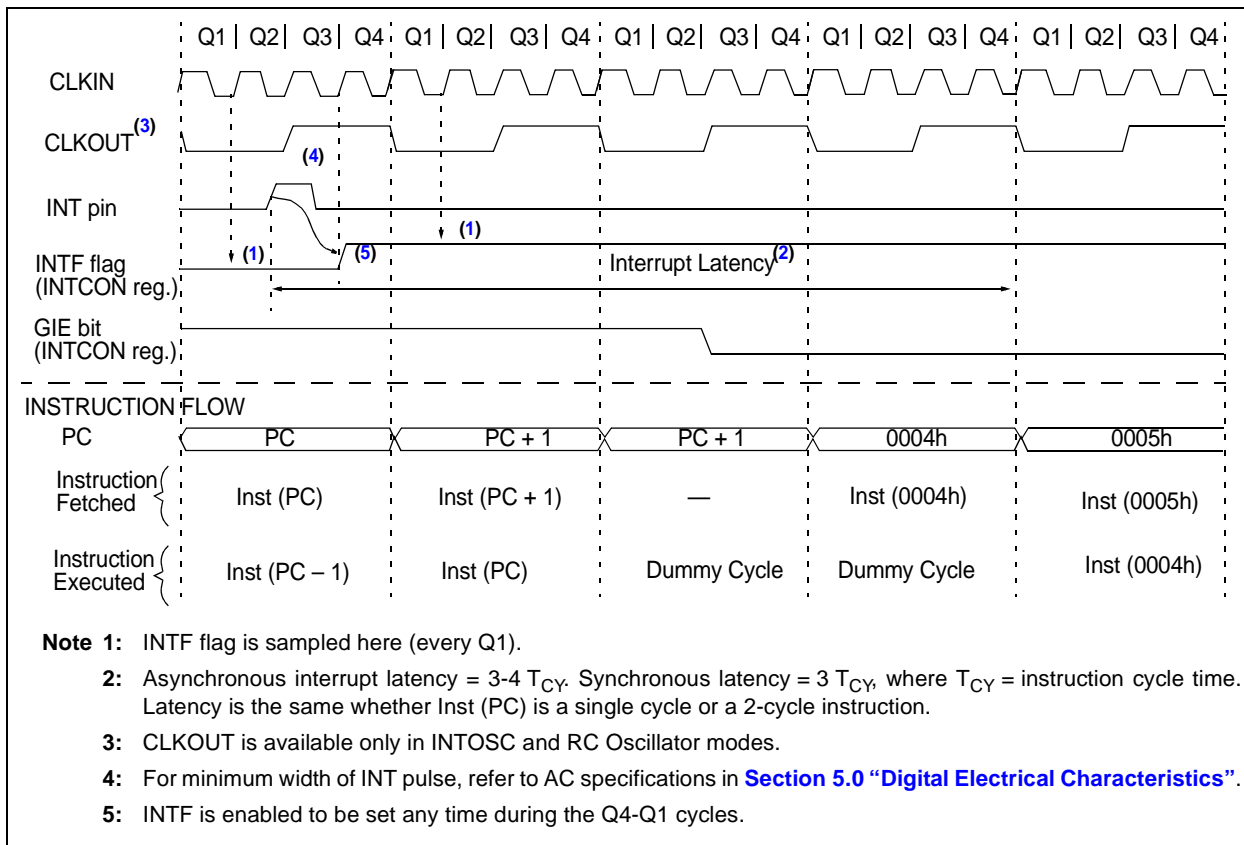 Q1 | Q2 | Q3 | Q4 Q1 | Q2 | Q3 | Q4 Q1 | Q2 | Q3 | Q4 Q1 | Q2 | Q3 | Q4 Q1 | Q2 | Q3 | Q4
CLKIN
CLKOUT(3)
(4)
INT pin
(1)
(1) (5)
INTF flag
(INTCON reg.)
Interrupt Latency(2)
GIE bit
(INTCON reg.)
INSTRUCTION FLOW
PC PC PC + 1 PC + 1 0004h 0005h
Instruction
Fetched
Inst (PC) Inst (PC + 1) — Inst (0004h) Inst (0005h)
Instruction
Executed
Inst (PC – 1) Inst (PC) Dummy Cycle Dummy Cycle Inst (0004h)
Note 1: INTF flag is sampled here (every Q1).
2: Asynchronous interrupt latency = 3-4 TCY. Synchronous latency = 3 TCY, where TCY = instruction cycle time.
Latency is the same whether Inst (PC) is a single cycle or a 2-cycle instruction.
3: CLKOUT is available only in INTOSC and RC Oscillator modes.
4: For minimum width of INT pulse, refer to AC specifications in Section 5.0 “Digital Electrical Characteristics”.
5: INTF is enabled to be set any time during the Q4-Q1 cycles.